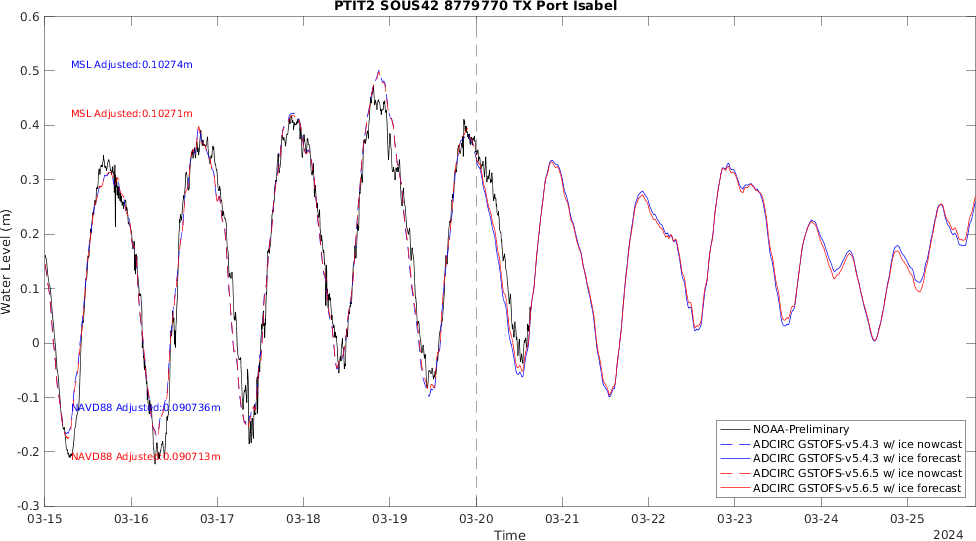 PTIT2 SOUS42 8779770 TX Port Isabel
0.6
0.5
0.4
0.3
0.2
0.1
0
-0.1
-0.2
-0.3
Water Level (m)
MSL Adjusted:0.10274m
MSL Adjusted:0.10271m
NAVD88 Adjusted:0.090736m
NAVD88 Adjusted:0.090713m
NOAA-Preliminary
ADCIRC GSTOFS-v5.4.3 w/ ice nowcast
ADCIRC GSTOFS-v5.4.3 w/ ice forecast
ADCIRC GSTOFS-v5.6.5 w/ ice nowcast
ADCIRC GSTOFS-v5.6.5 w/ ice forecast
03-15 03-16 03-17 03-18 03-19 03-20 03-21 03-22 03-23 03-24 03-25
Time
2024